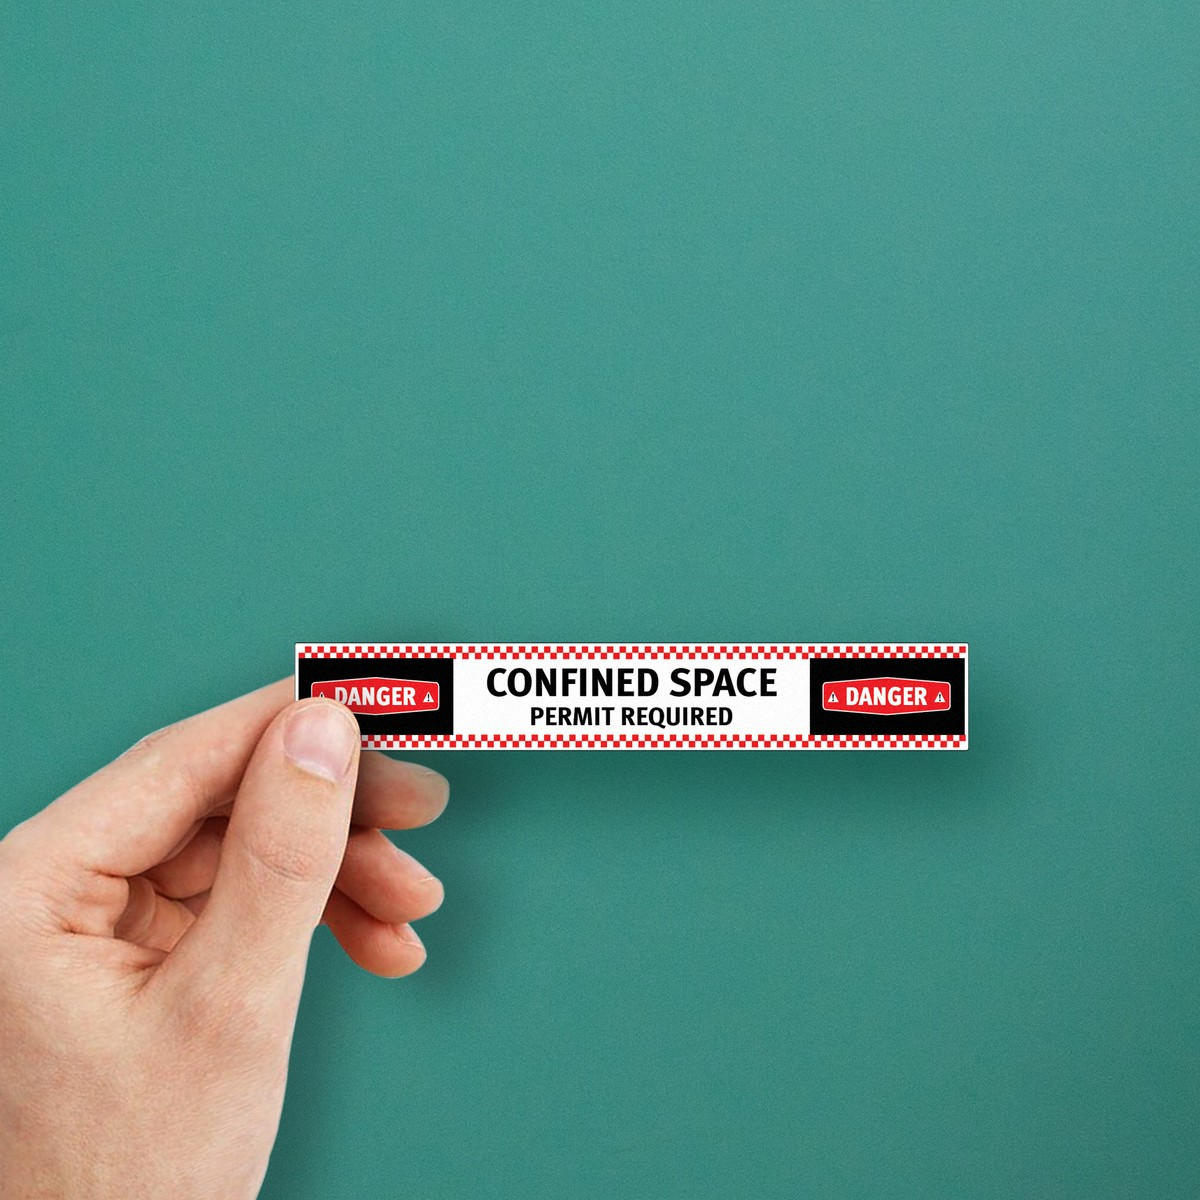 DANGER
CONFINED SPACE
PERMIT REQUIRED
DANGER